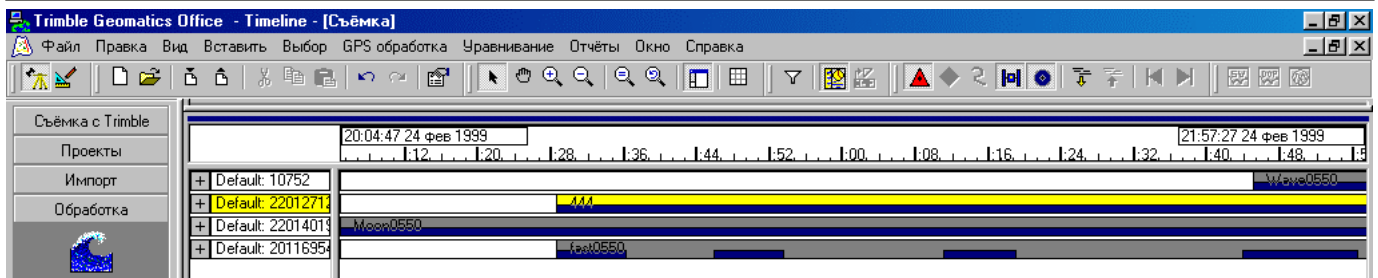 Trimble Geomatics Office - Timeline - [Съёмка]
Файл Правка Вид Вставить Выбор GPS обработка Уравнивание Отчёты Окно Справка
Съёмка с Trimble
Проекты
Импорт
Обработка
20:04:47 24 фев 1999 21:57:27 24 фев 1999
:12 :20 :28 :36 :44 :52 :00 :08 :16 :24 :32 :40 :48 :5
+ Default: 10752 Wave0550
+ Default: 22012712 444
+ Default: 22014019 Moon0550
+ Default: 20116954 fast0550